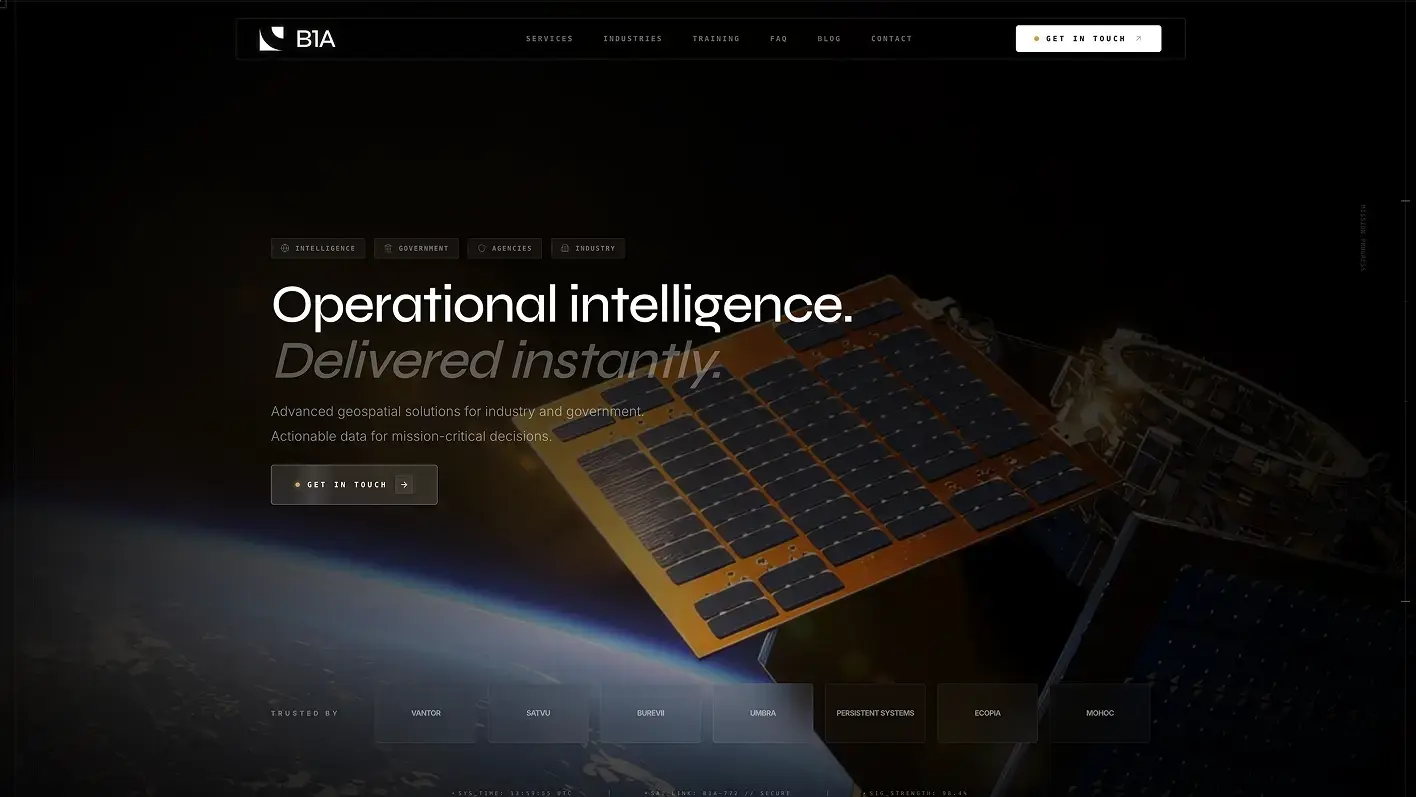 B1A
SERVICES INDUSTRIES TRAINING FAQ BLOG CONTACT
GET IN TOUCH
MISSION PROGRESS
INTELLIGENCE GOVERNMENT AGENCIES INDUSTRY
Operational intelligence.
Delivered instantly.
Advanced geospatial solutions for industry and government.
Actionable data for mission-critical decisions.
GET IN TOUCH
TRUSTED BY
VANTOR
SATVU
BUREVII
UMBRA
PERSISTENT SYSTEMS
ECOPIA
MOHOC